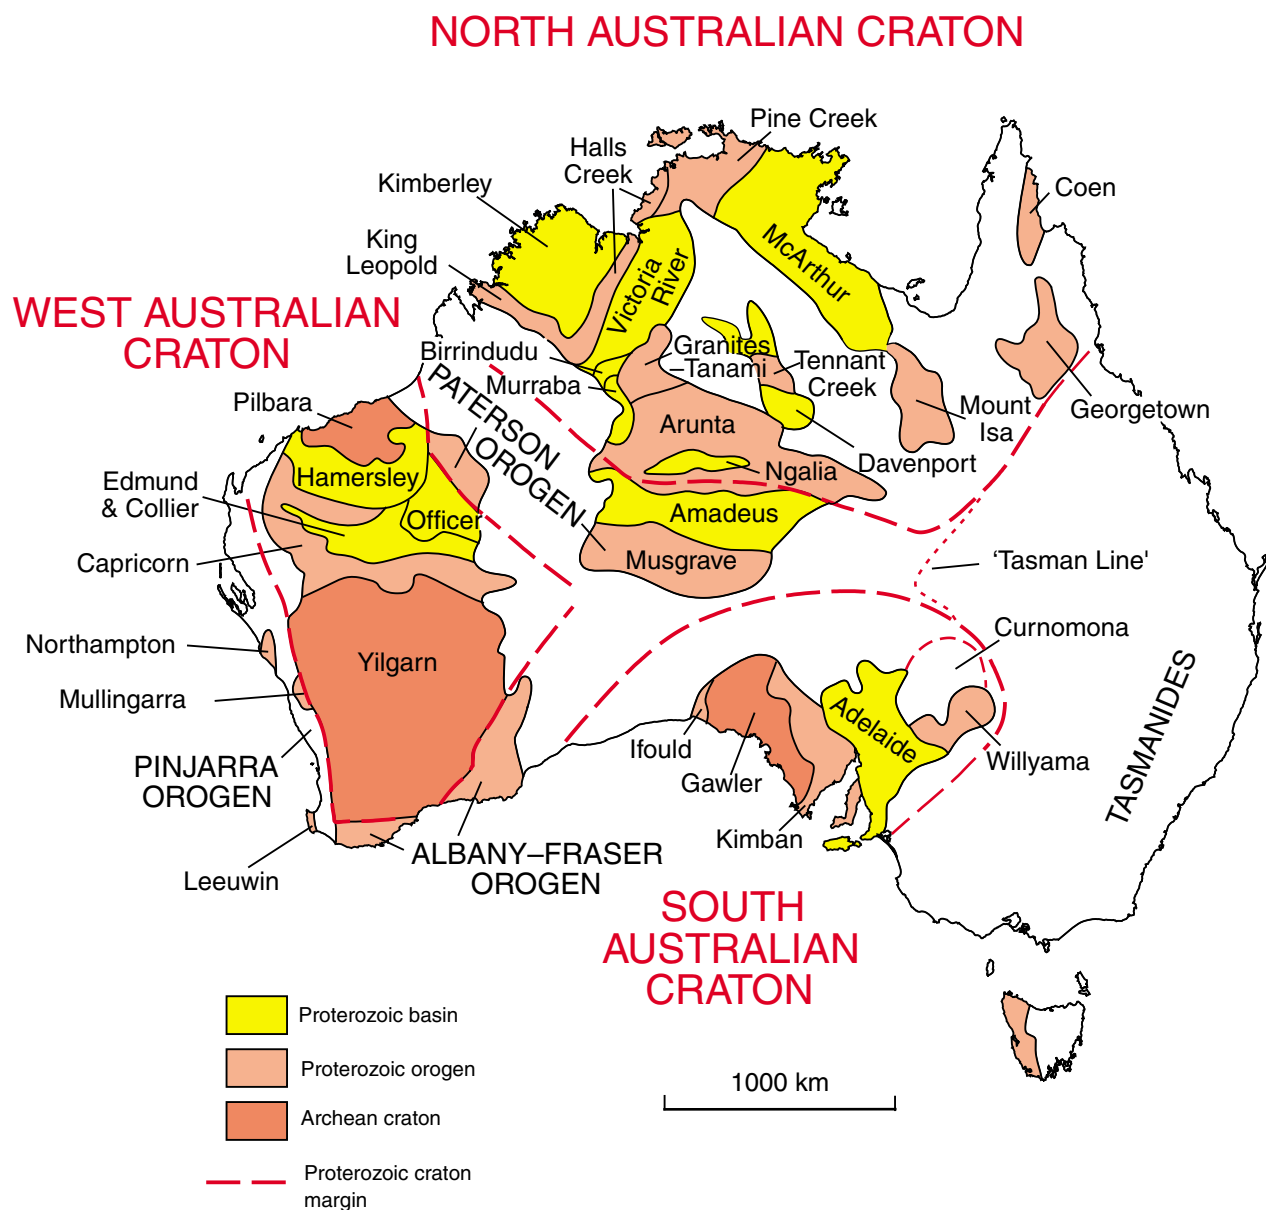 NORTH AUSTRALIAN CRATON
Pine Creek
Halls
Creek
Kimberley
Coen
King
Leopold
McArthur
Victoria
River
WEST AUSTRALIAN
CRATON
Birrindudu
Granites
–Tanami
Tennant
Creek
Murraba
PATERSON
OROGEN
Pilbara
Mount
Isa
Georgetown
Arunta
Davenport
Ngalia
Hamersley
Edmund
& Collier
Officer
Amadeus
Capricorn
Musgrave
'Tasman Line'
Curnomona
Northampton
Yilgarn
Mullingarra
TASMANIDES
Adelaide
Ifould
Willyama
PINJARRA
OROGEN
Gawler
Kimban
Leeuwin
ALBANY–FRASER
OROGEN
SOUTH
AUSTRALIAN
CRATON
Proterozoic basin
Proterozoic orogen
Archean craton
Proterozoic craton
margin
1000 km